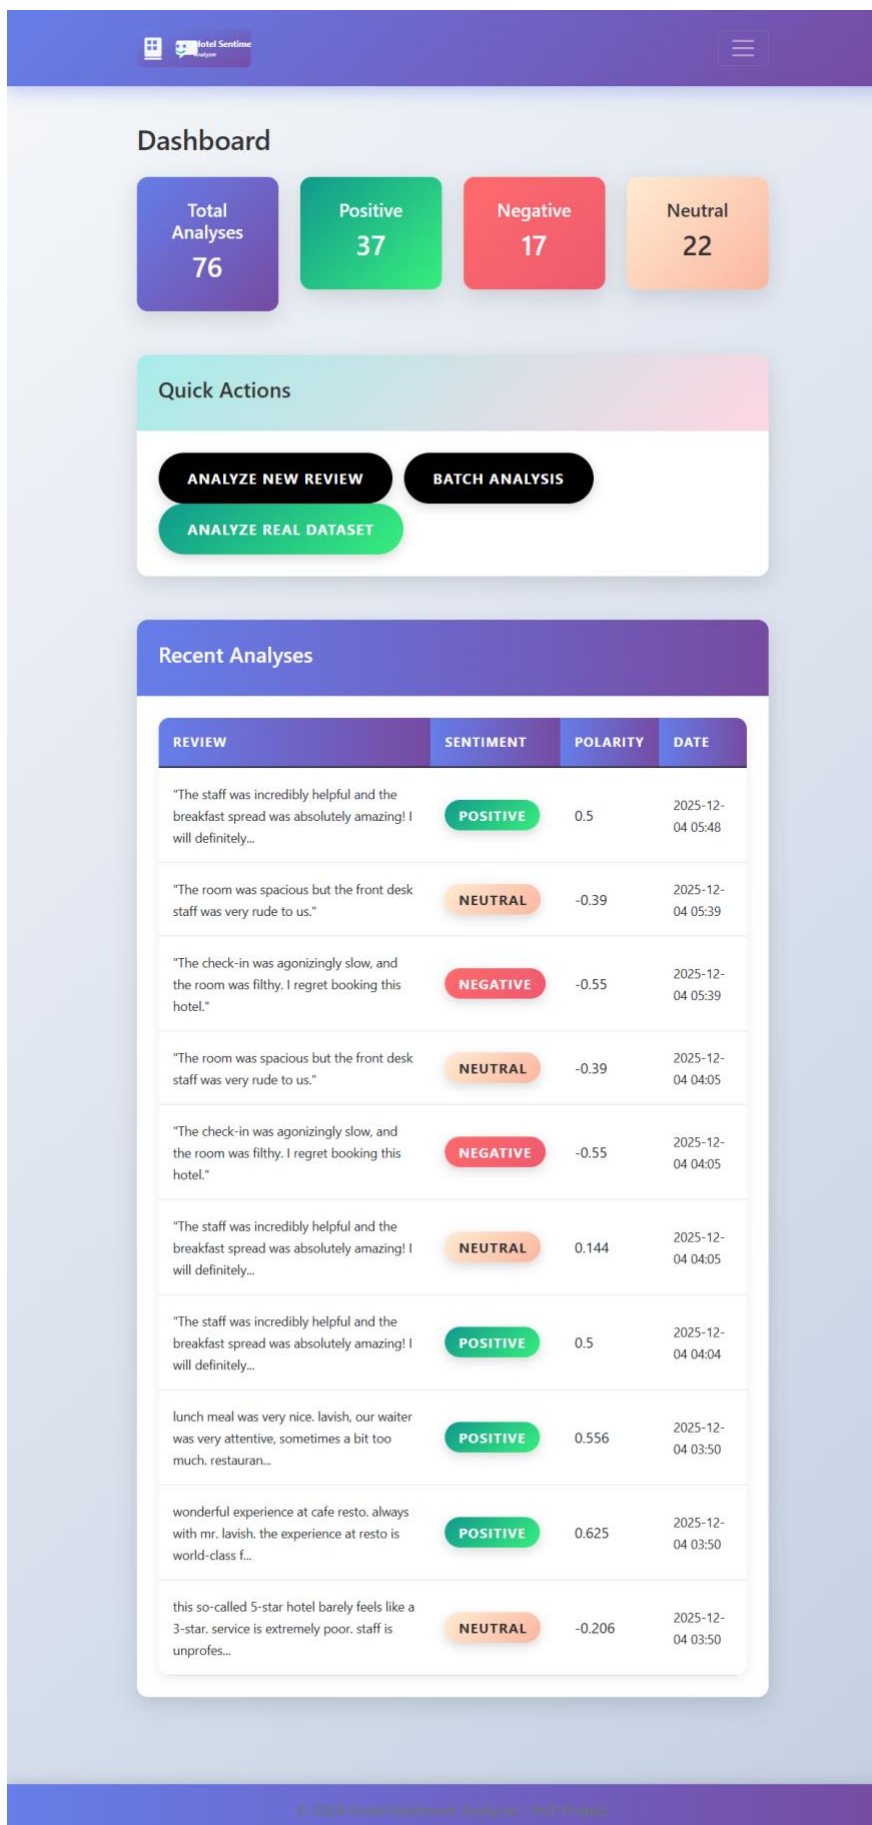 Hotel Sentime
Analyzer
Dashboard
Total
Analyses
76
Positive
37
Negative
17
Neutral
22
Quick Actions
ANALYZE NEW REVIEW
BATCH ANALYSIS
ANALYZE REAL DATASET
Recent Analyses
REVIEW SENTIMENT POLARITY DATE
"The staff was incredibly helpful and the
breakfast spread was absolutely amazing! I
will definitely...
POSITIVE
0.5
2025-12-
04 05:48
"The room was spacious but the front desk
staff was very rude to us."
NEUTRAL
-0.39
2025-12-
04 05:39
"The check-in was agonizingly slow, and
the room was filthy. I regret booking this
hotel."
NEGATIVE
-0.55
2025-12-
04 05:39
"The room was spacious but the front desk
staff was very rude to us."
NEUTRAL
-0.39
2025-12-
04 04:05
"The check-in was agonizingly slow, and
the room was filthy. I regret booking this
hotel."
NEGATIVE
-0.55
2025-12-
04 04:05
"The staff was incredibly helpful and the
breakfast spread was absolutely amazing! I
will definitely...
NEUTRAL
0.144
2025-12-
04 04:05
"The staff was incredibly helpful and the
breakfast spread was absolutely amazing! I
will definitely...
POSITIVE
0.5
2025-12-
04 04:04
lunch meal was very nice. lavish, our waiter
was very attentive, sometimes a bit too
much. restauran...
POSITIVE
0.556
2025-12-
04 03:50
wonderful experience at cafe resto. always
with mr. lavish. the experience at resto is
world-class f...
POSITIVE
0.625
2025-12-
04 03:50
this so-called 5-star hotel barely feels like a
3-star. service is extremely poor. staff is
unprofes...
NEUTRAL
-0.206
2025-12-
04 03:50
© 2024 Hotel Sentiment Analyzer - NLP Project